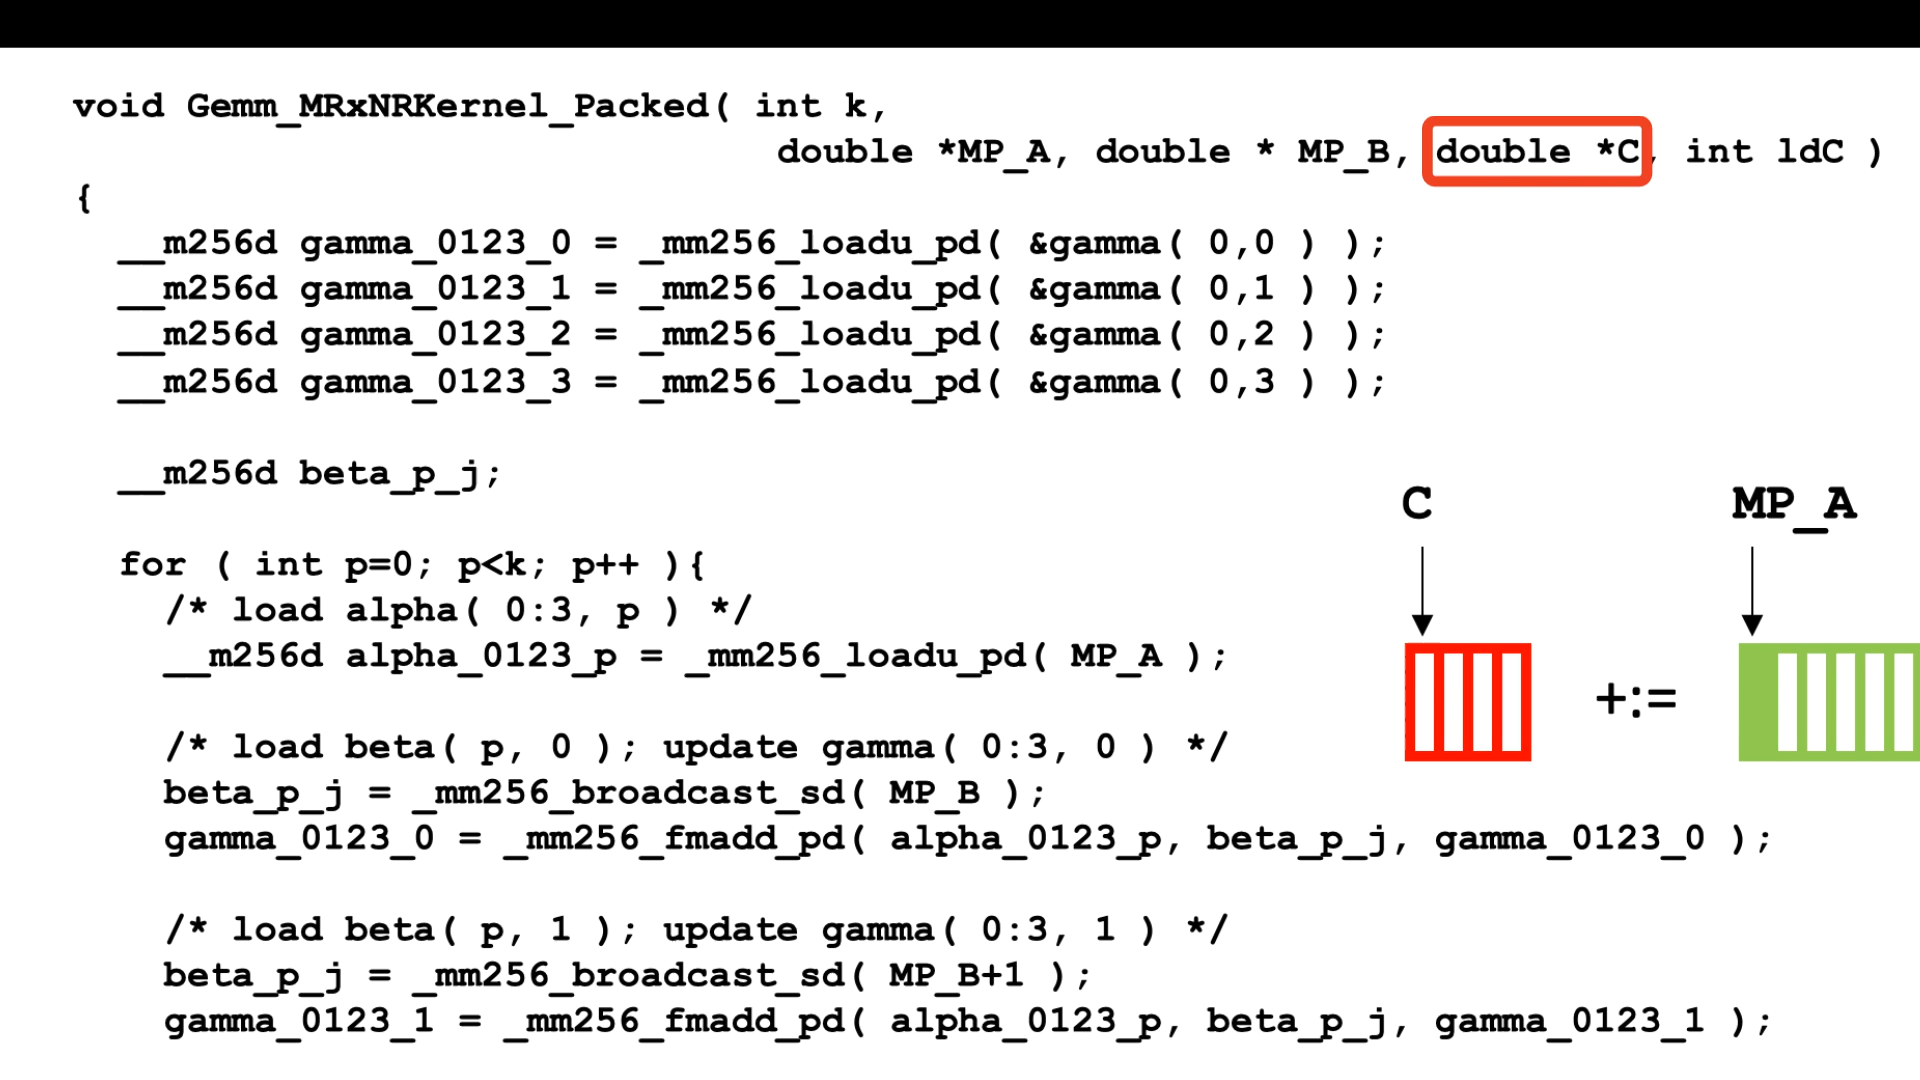 void Gemm_MRxNRKernel_Packed( int k,
double *MP_A, double * MP_B, double *C, int ldC )
{
__m256d gamma_0123_0 = _mm256_loadu_pd( &gamma( 0,0 ) );
__m256d gamma_0123_1 = _mm256_loadu_pd( &gamma( 0,1 ) );
__m256d gamma_0123_2 = _mm256_loadu_pd( &gamma( 0,2 ) );
__m256d gamma_0123_3 = _mm256_loadu_pd( &gamma( 0,3 ) );
__m256d beta_p_j;
for ( int p=0; p<k; p++ ){
/* load alpha( 0:3, p ) */
__m256d alpha_0123_p = _mm256_loadu_pd( MP_A );
/* load beta( p, 0 ); update gamma( 0:3, 0 ) */
beta_p_j = _mm256_broadcast_sd( MP_B );
gamma_0123_0 = _mm256_fmadd_pd( alpha_0123_p, beta_p_j, gamma_0123_0 );
/* load beta( p, 1 ); update gamma( 0:3, 1 ) */
beta_p_j = _mm256_broadcast_sd( MP_B+1 );
gamma_0123_1 = _mm256_fmadd_pd( alpha_0123_p, beta_p_j, gamma_0123_1 );
C
MP_A
+:=